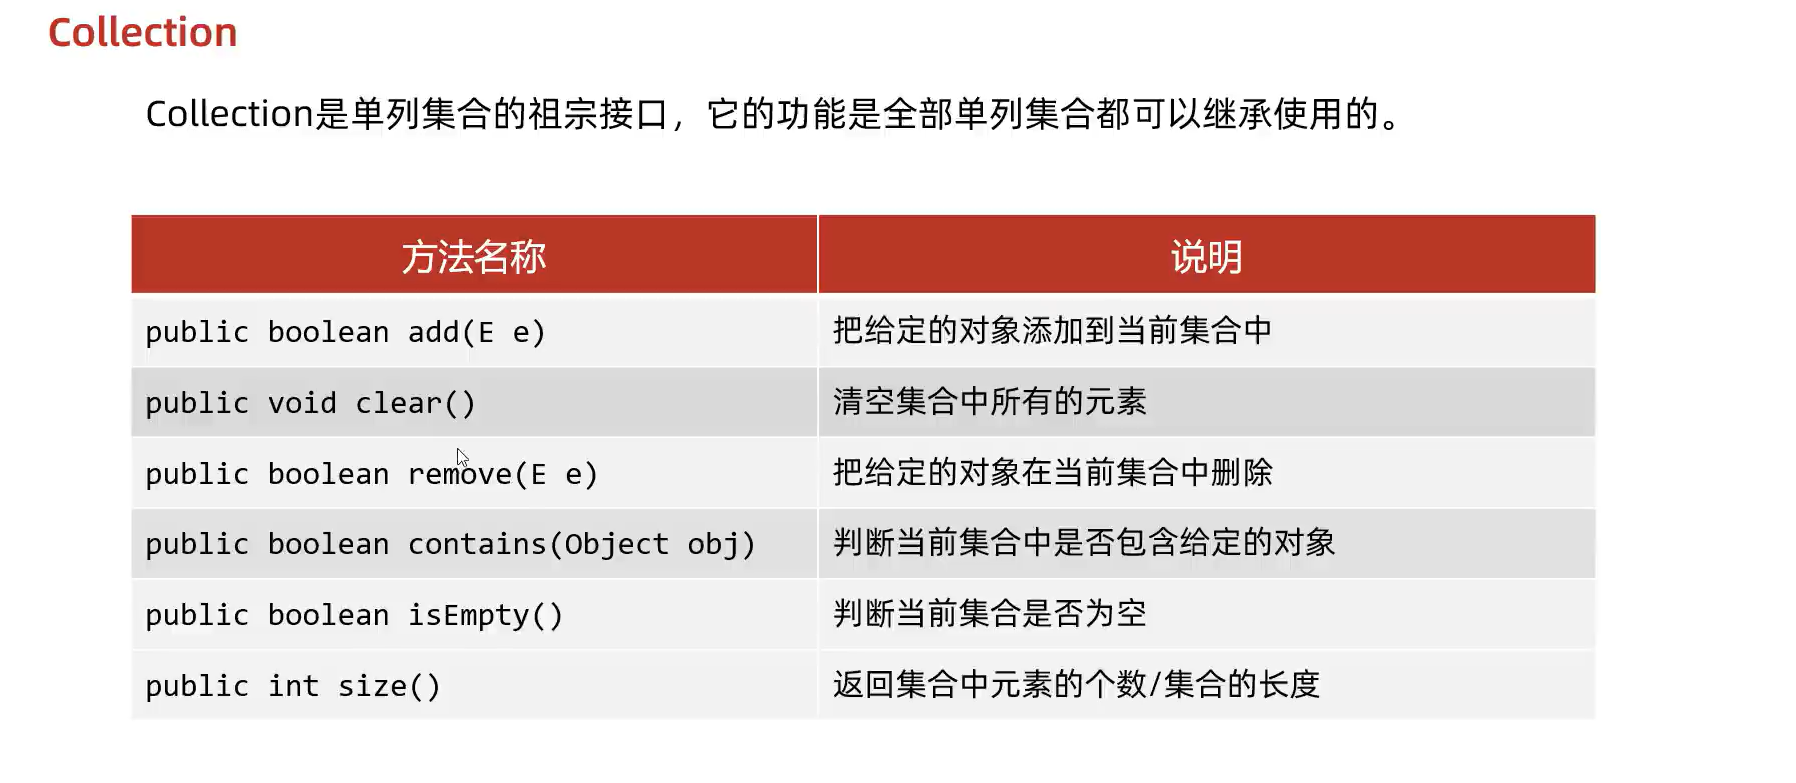 Collection
Collection是单列集合的祖宗接口，它的功能是全部单列集合都可以继承使用的。
方法名称 说明
public boolean add(E e) 把给定的对象添加到当前集合中
public void clear() 清空集合中所有的元素
public boolean remove(E e) 把给定的对象在当前集合中删除
public boolean contains(Object obj) 判断当前集合中是否包含给定的对象
public boolean isEmpty() 判断当前集合是否为空
public int size() 返回集合中元素的个数/集合的长度